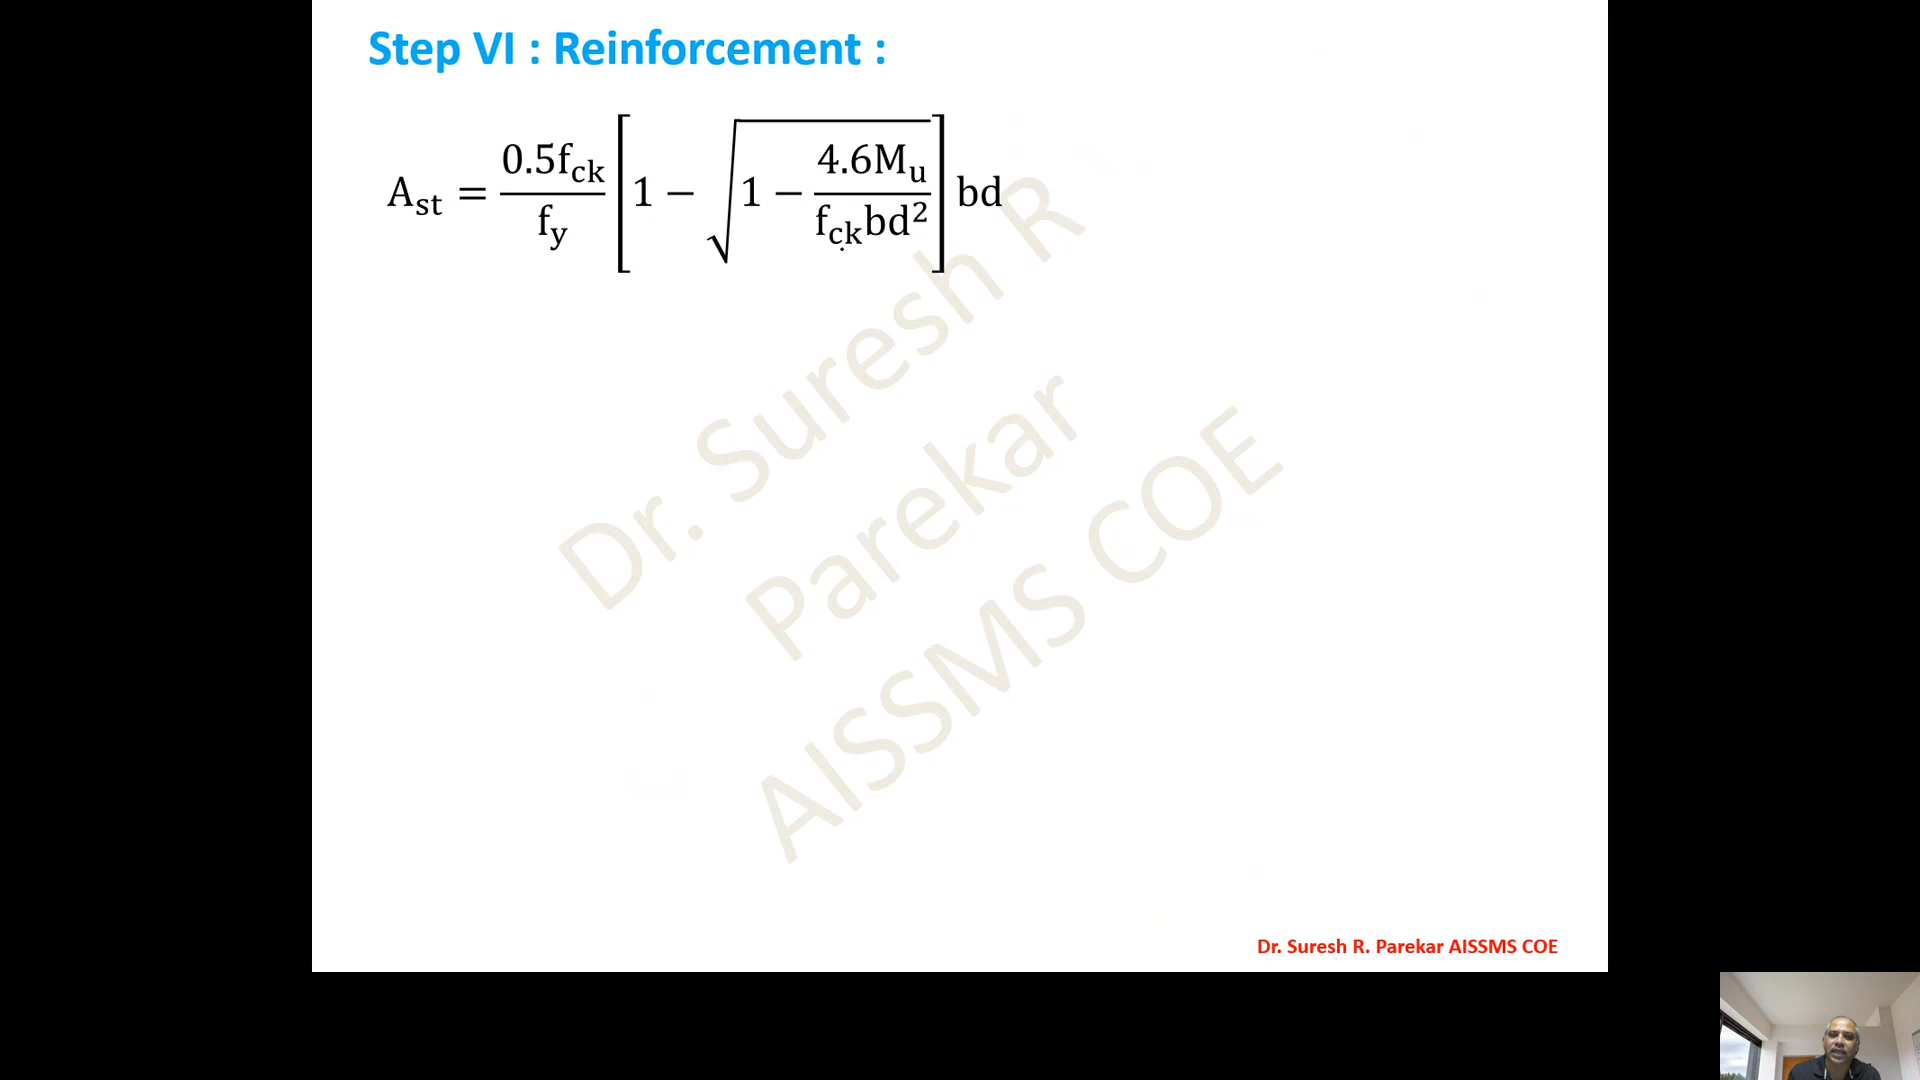 Step VI : Reinforcement :
A_st = 0.5f_ck / f_y [1 − √(1 − 4.6M_u / f_ck bd²)] bd
Dr. Suresh R
Parekar
AISSMS COE
Dr. Suresh R. Parekar AISSMS COE